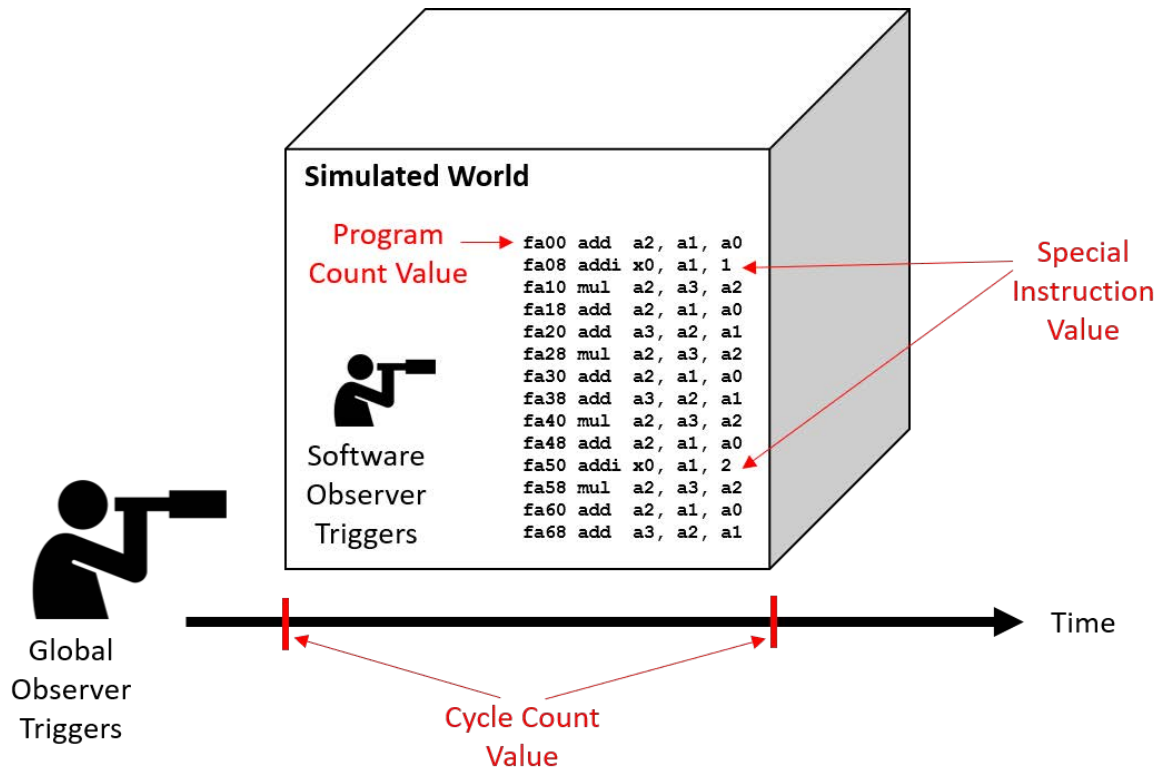 Simulated World
Program
Count Value
fa00 add a2, a1, a0
fa08 addi x0, a1, 1
fa10 mul a2, a3, a2
fa18 add a2, a1, a0
fa20 add a3, a2, a1
fa28 mul a2, a3, a2
fa30 add a2, a1, a0
fa38 add a3, a2, a1
fa40 mul a2, a3, a2
fa48 add a2, a1, a0
fa50 addi x0, a1, 2
fa58 mul a2, a3, a2
fa60 add a2, a1, a0
fa68 add a3, a2, a1
Special
Instruction
Value
Software
Observer
Triggers
Global
Observer
Triggers
Time
Cycle Count
Value